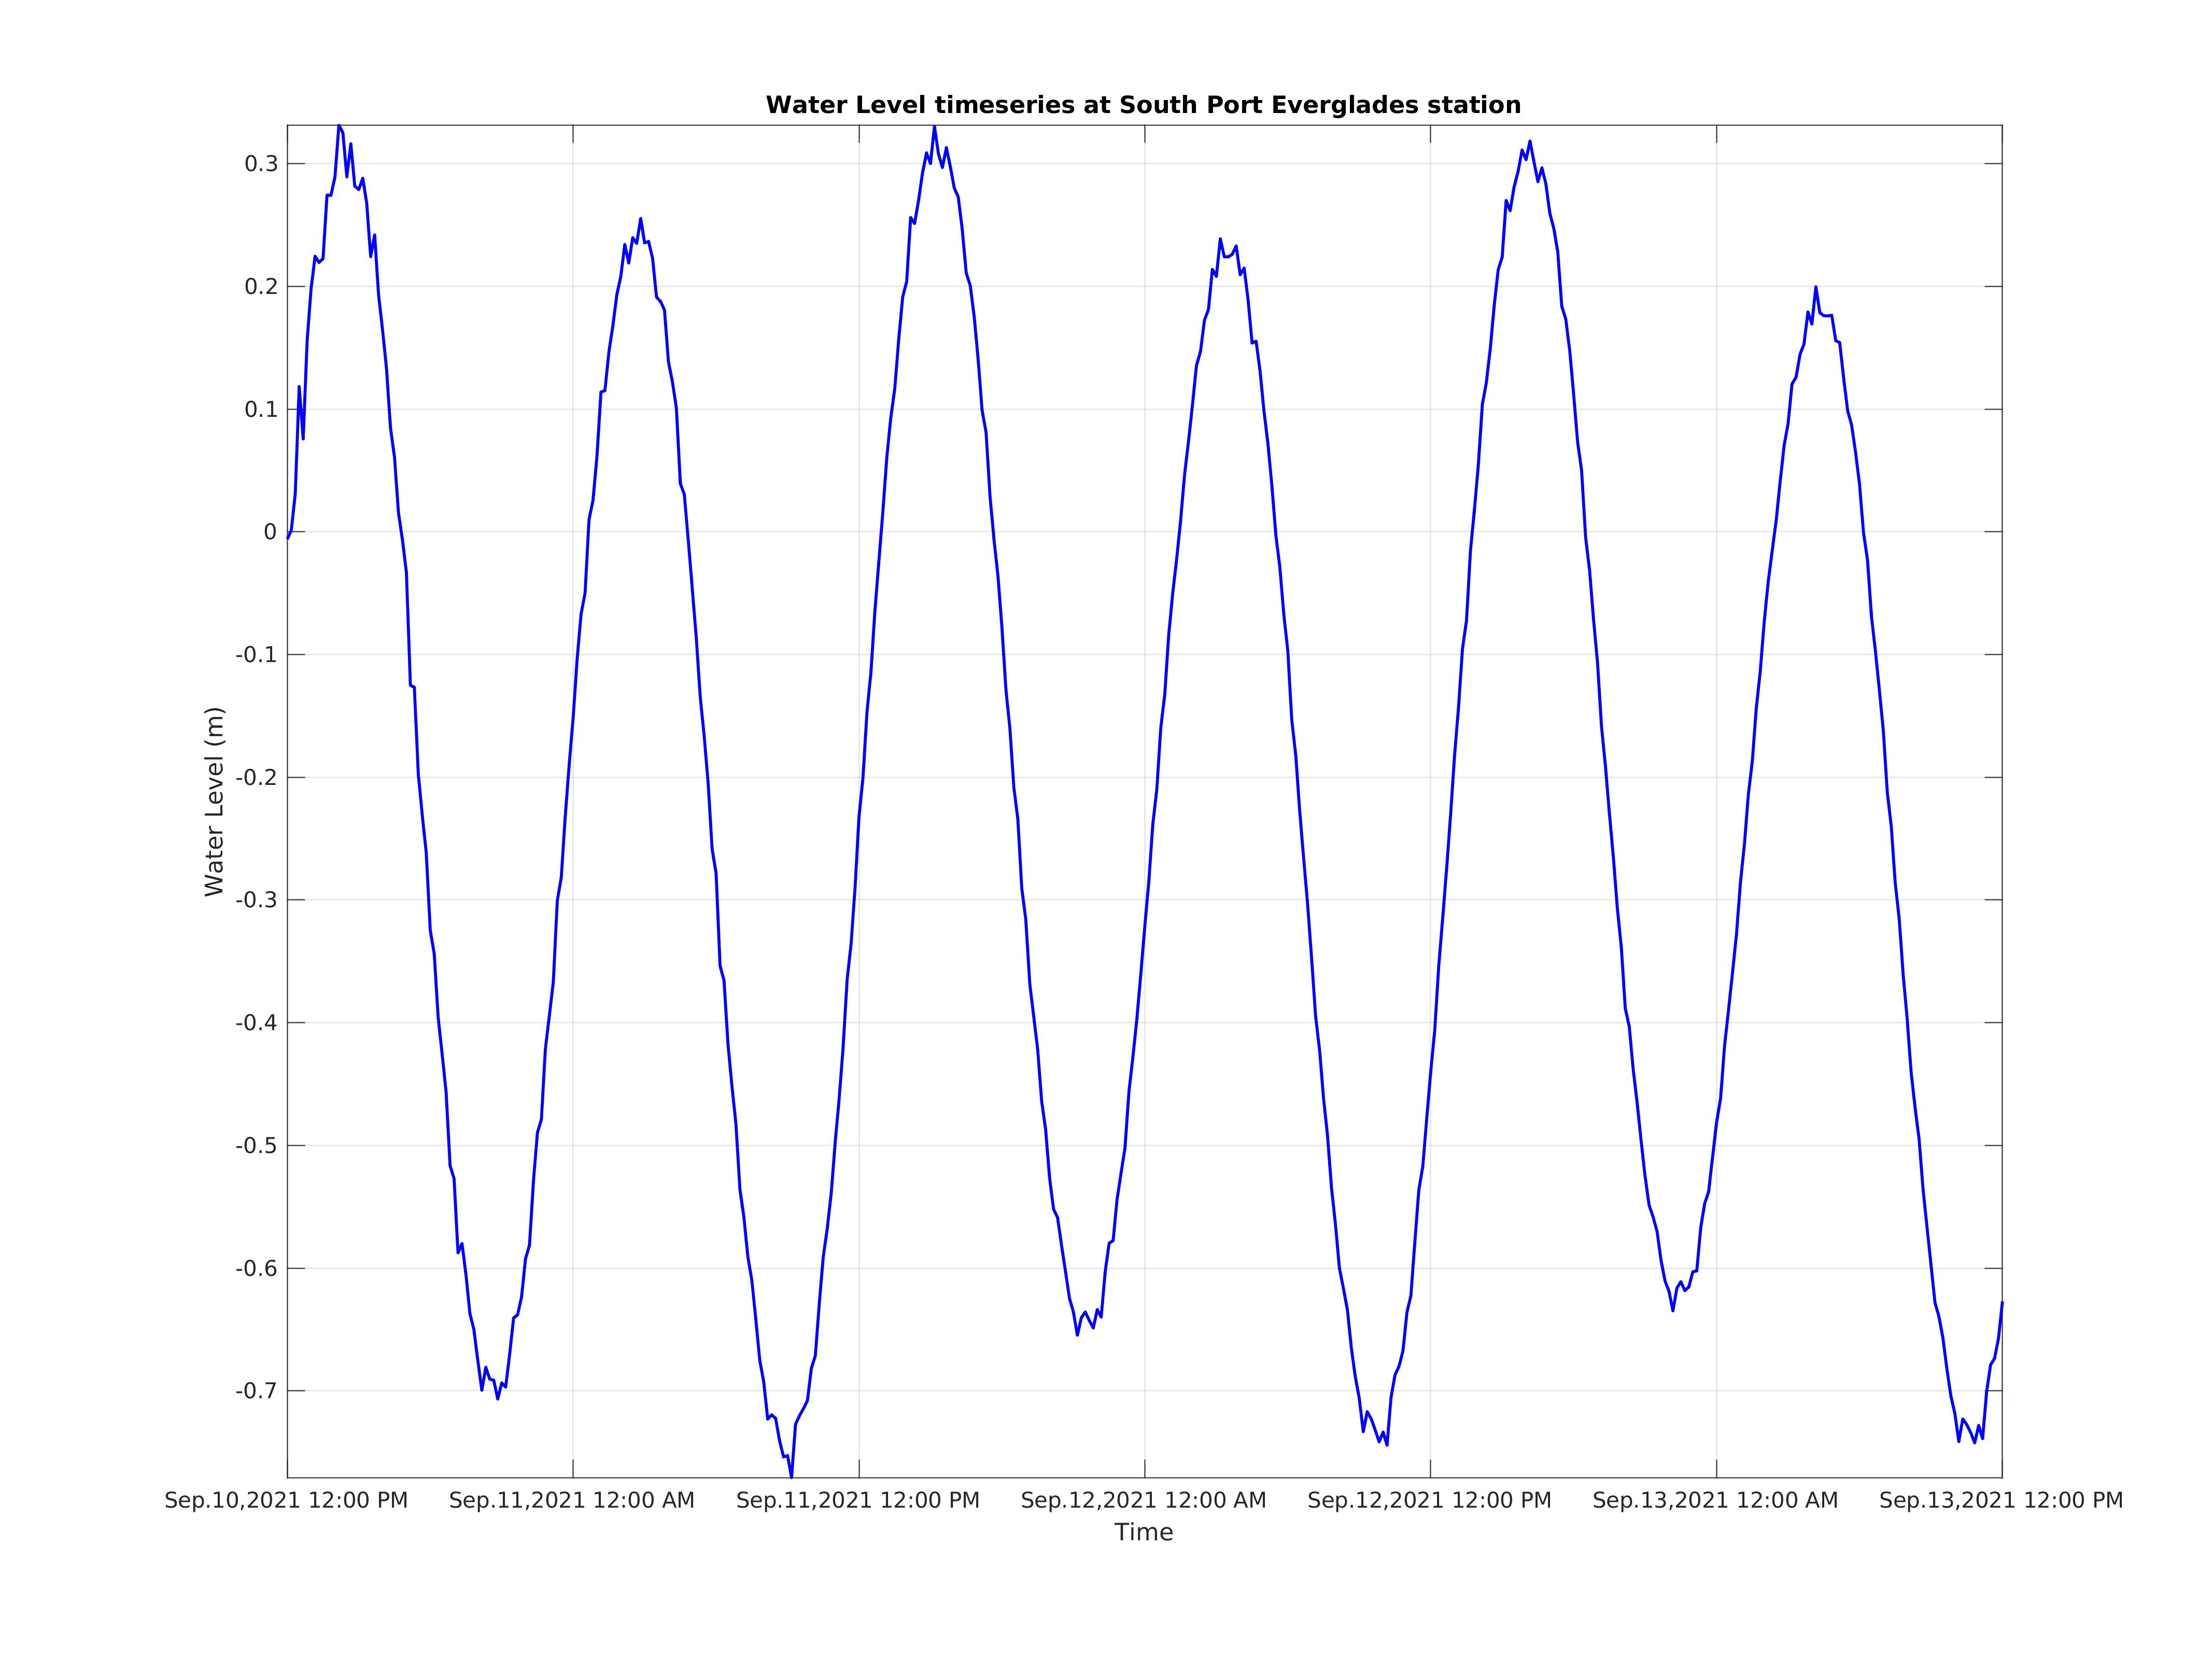 Water Level timeseries at South Port Everglades station
0.3
0.2
0.1
0
-0.1
-0.2
-0.3
-0.4
-0.5
-0.6
-0.7
Water Level (m)
Sep.10,2021 12:00 PM
Sep.11,2021 12:00 AM
Sep.11,2021 12:00 PM
Sep.12,2021 12:00 AM
Sep.12,2021 12:00 PM
Sep.13,2021 12:00 AM
Sep.13,2021 12:00 PM
Time